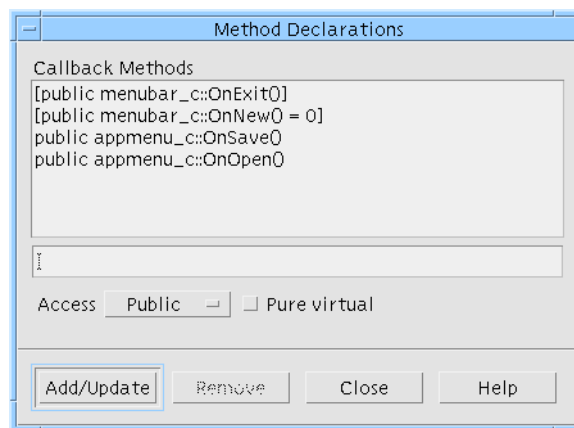 Method Declarations
Callback Methods
[public menubar_c::OnExit()]
[public menubar_c::OnNew() = 0]
public appmenu_c::OnSave()
public appmenu_c::OnOpen()
Access Public Pure virtual
Add/Update Remove Close Help